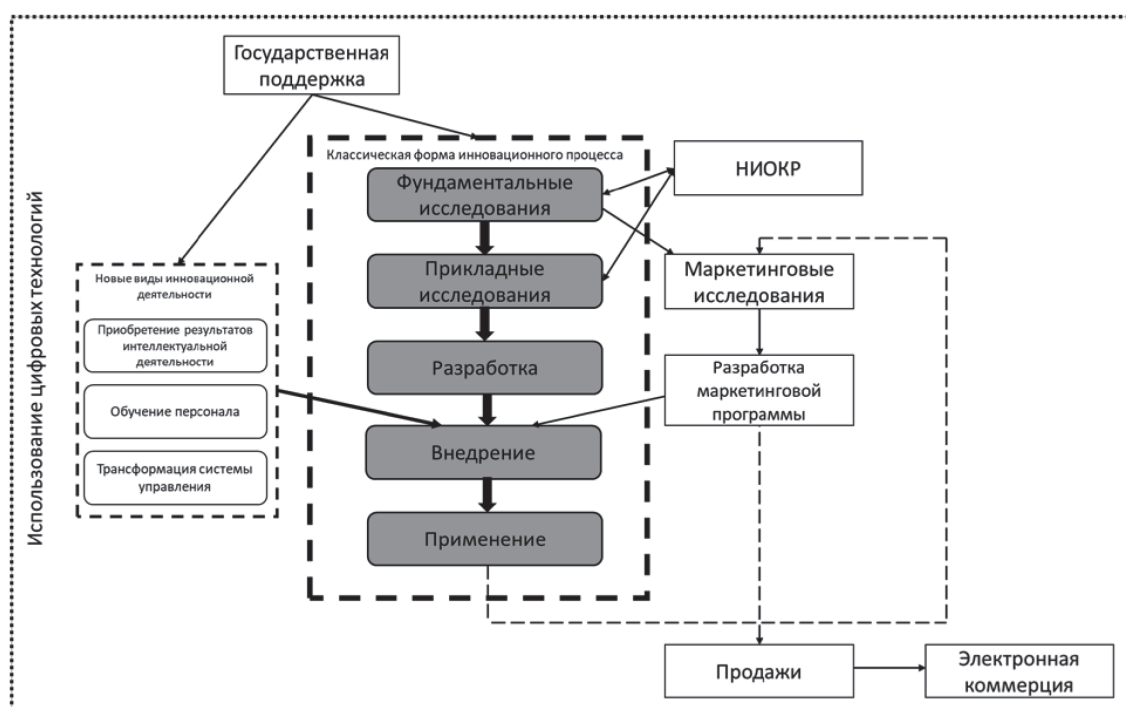 Государственная
поддержка
Использование цифровых технологий
Классическая форма инновационного процесса
Фундаментальные
исследования
НИОКР
Прикладные
исследования
Маркетинговые
исследования
Новые виды инновационной
деятельности
Приобретение результатов
интеллектуальной
деятельности
Обучение персонала
Трансформация системы
управления
Разработка
Разработка
маркетинговой
программы
Внедрение
Применение
Продажи
Электронная
коммерция